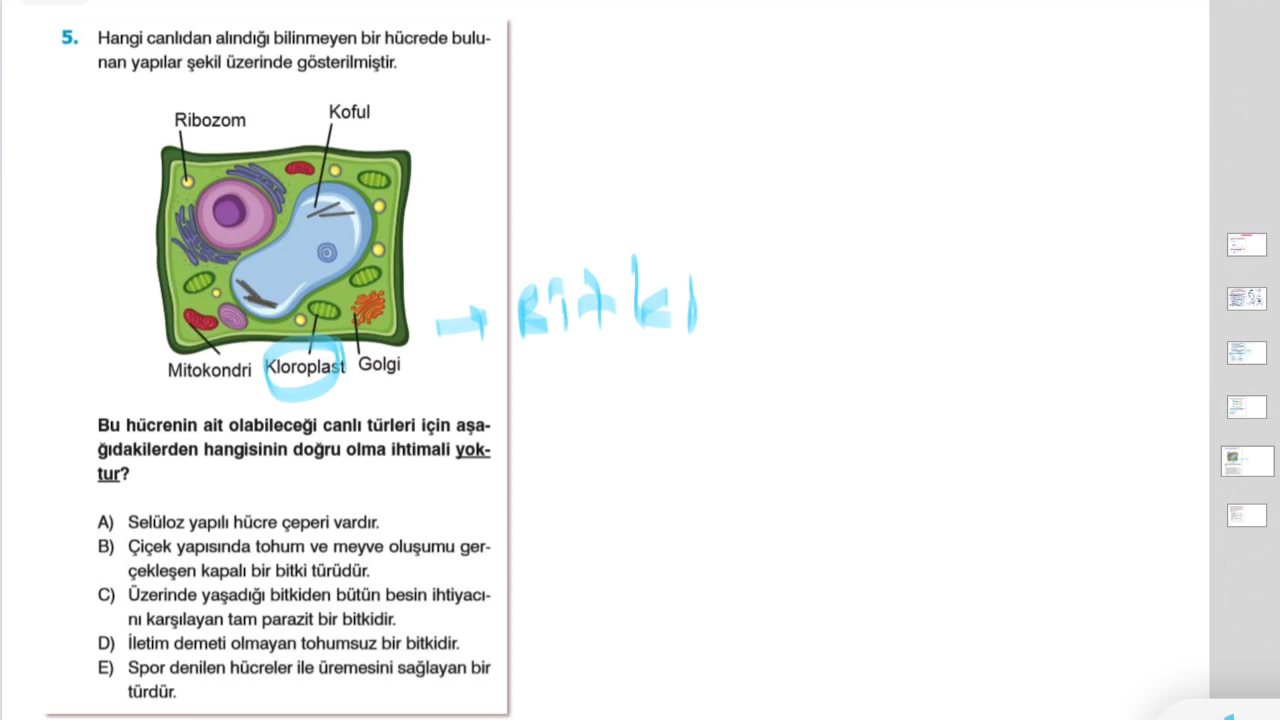 5. Hangi canlıdan alındığı bilinmeyen bir hücrede bulu-
nan yapılar şekil üzerinde gösterilmiştir.
Ribozom
Koful
Mitokondri
Kloroplast
Golgi
→ Bitki
Bu hücrenin ait olabileceği canlı türleri için aşa-
ğıdakilerden hangisinin doğru olma ihtimali yok-
tur?
A) Selüloz yapılı hücre çeperi vardır.
B) Çiçek yapısında tohum ve meyve oluşumu ger-
çekleşen kapalı bir bitki türüdür.
C) Üzerinde yaşadığı bitkiden bütün besin ihtiyacı-
nı karşılayan tam parazit bir bitkidir.
D) İletim demeti olmayan tohumsuz bir bitkidir.
E) Spor denilen hücreler ile üremesini sağlayan bir
türdür.